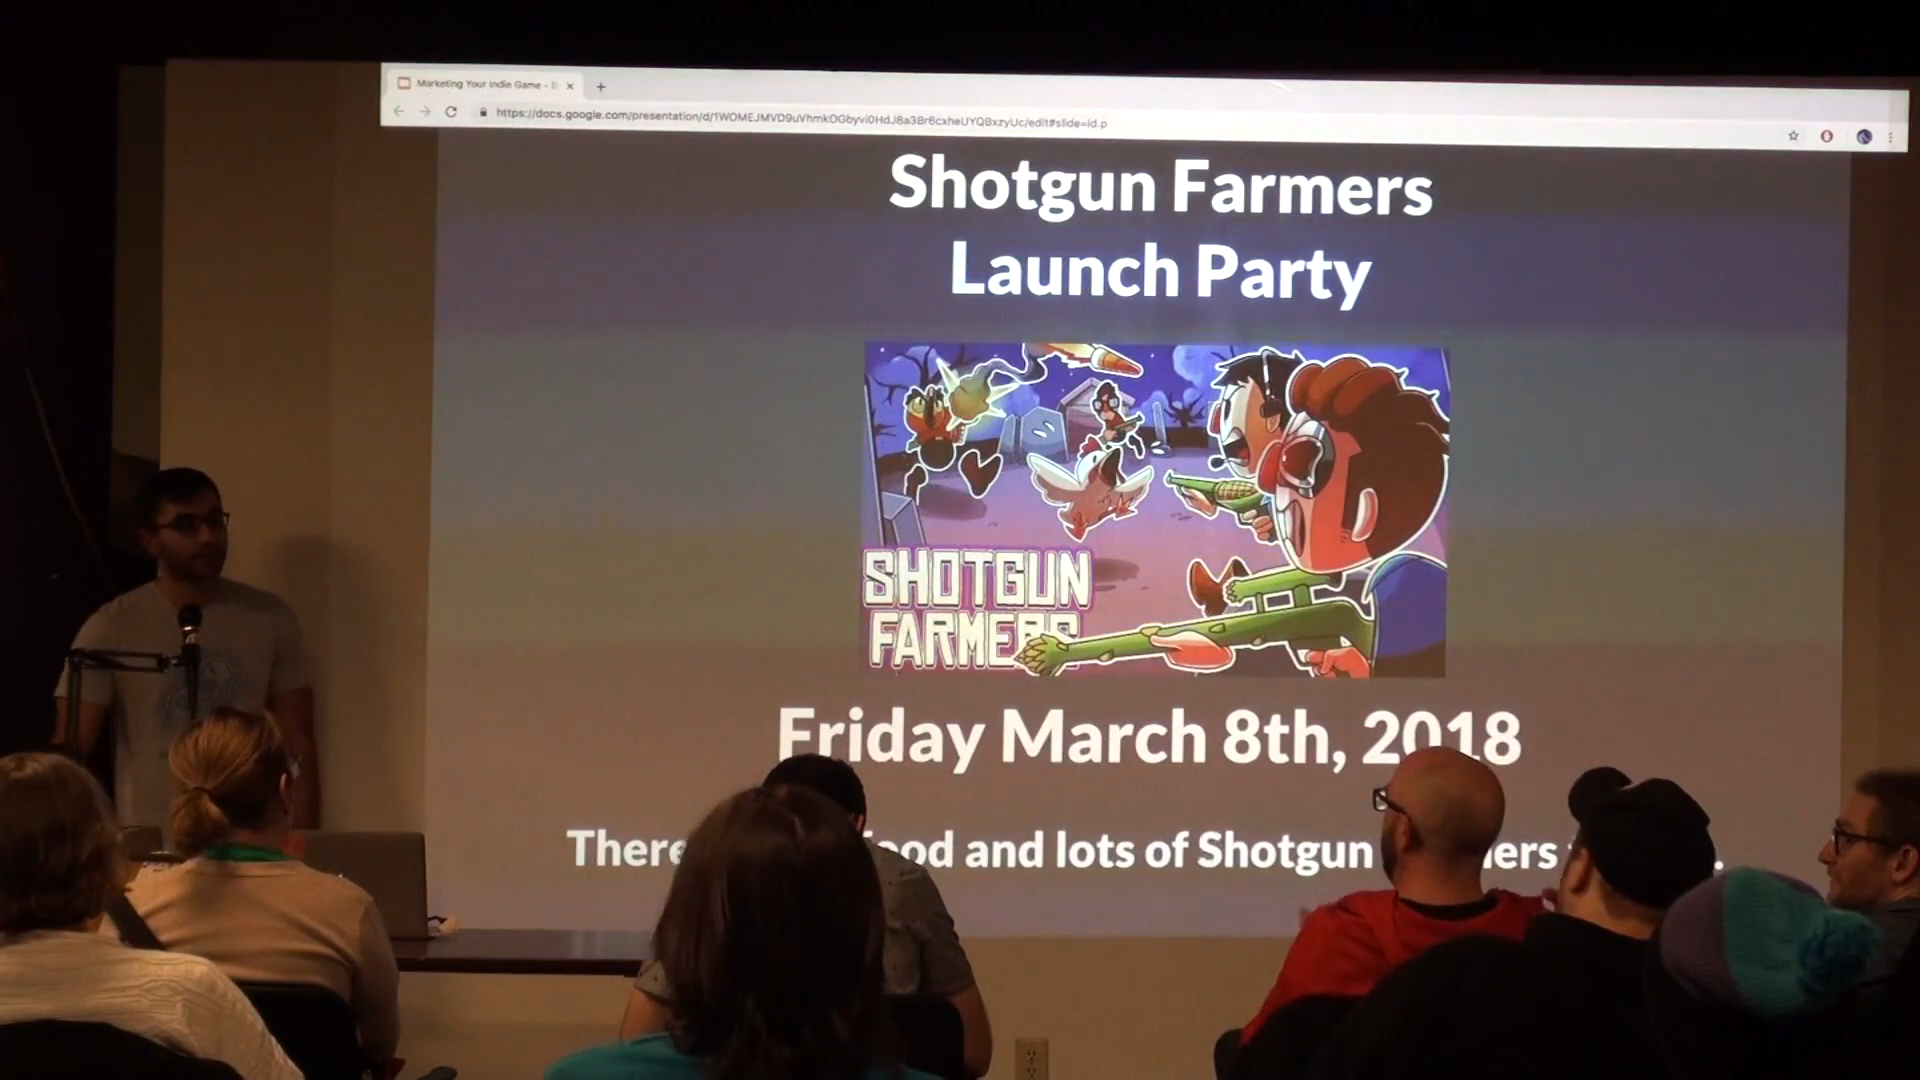 Marketing Your Indie Game -
https://docs.google.com/presentation/d/1WOMEJMVD9uVhmkOGbyvi0HdJ8a3Br6cxheUYQBxzyUc/edit#slide=id.p
Shotgun Farmers
Launch Party
SHOTGUN
FARMERS
Friday March 8th, 2018
There and lots of Shotgun